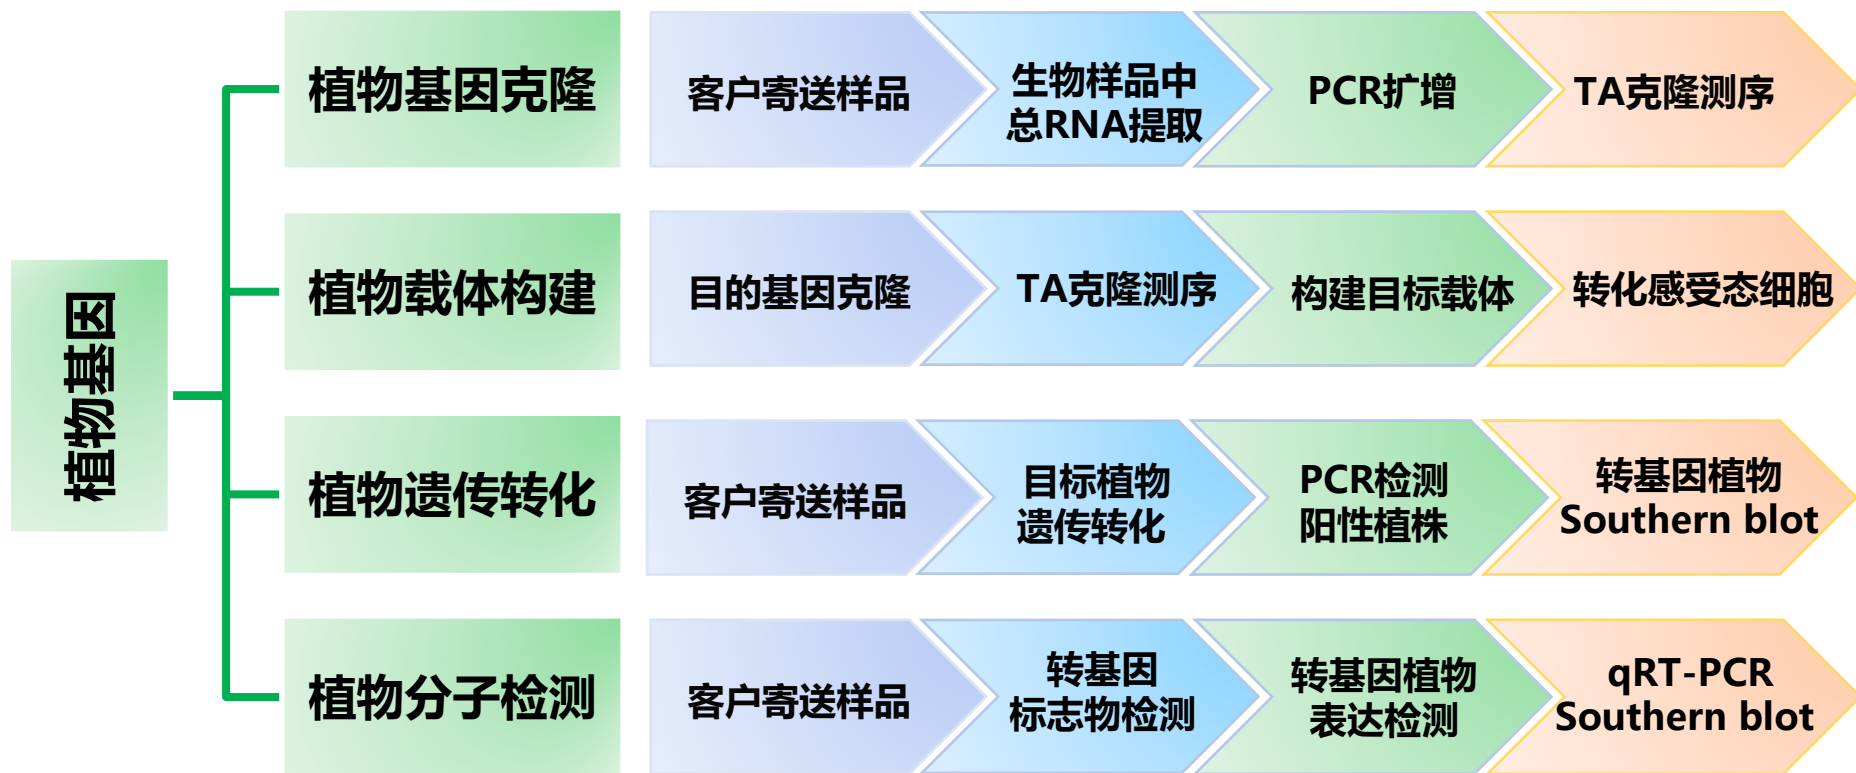 植物基因
植物基因克隆
客户寄送样品
生物样品中
总RNA提取
PCR扩增
TA克隆测序
植物载体构建
目的基因克隆
TA克隆测序
构建目标载体
转化感受态细胞
植物遗传转化
客户寄送样品
目标植物
遗传转化
PCR检测
阳性植株
转基因植物
Southern blot
植物分子检测
客户寄送样品
转基因
标志物检测
转基因植物
表达检测
qRT-PCR
Southern blot